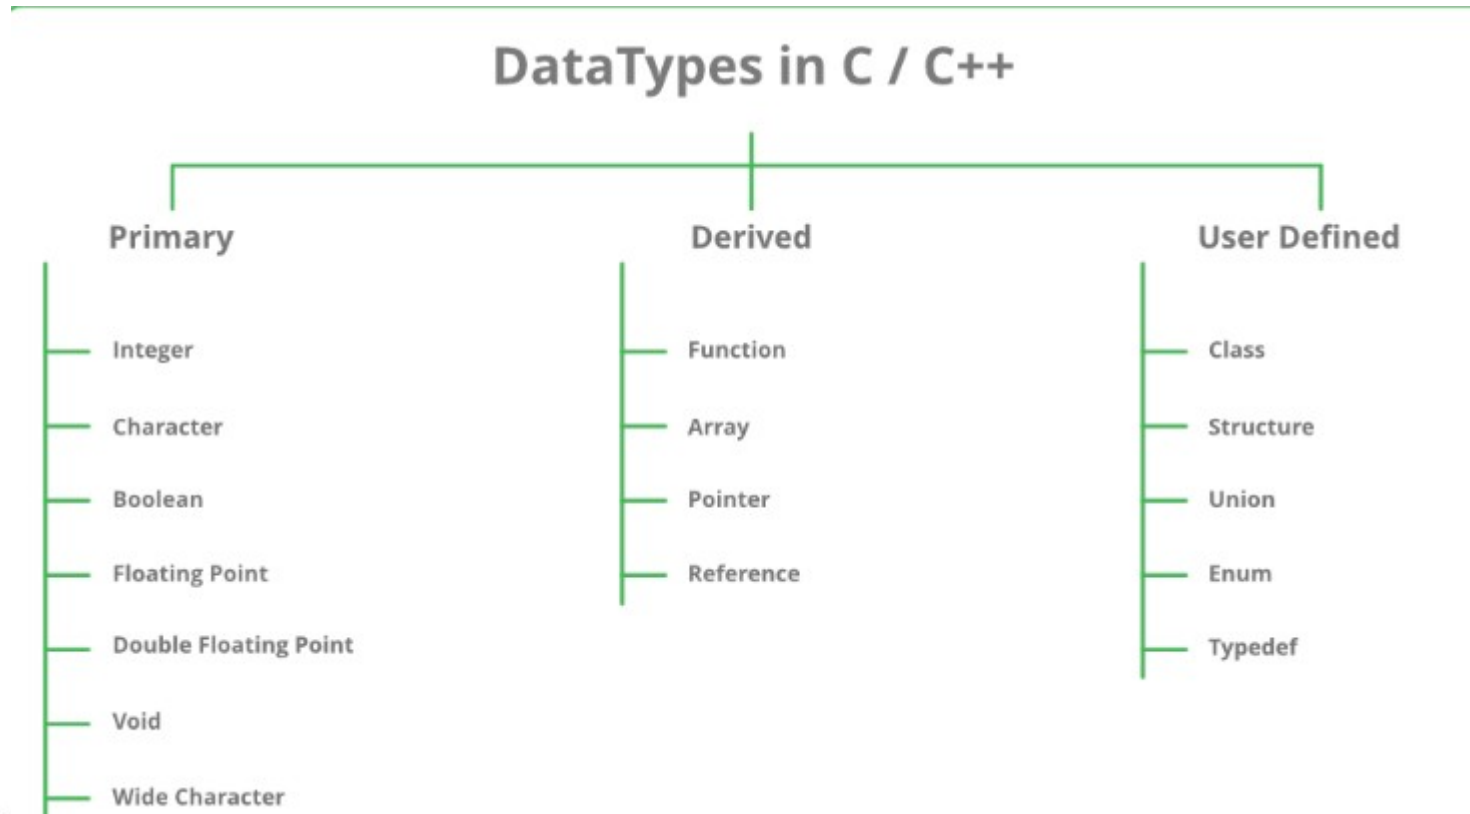 DataTypes in C / C++
Primary
Integer
Character
Boolean
Floating Point
Double Floating Point
Void
Wide Character
Derived
Function
Array
Pointer
Reference
User Defined
Class
Structure
Union
Enum
Typedef